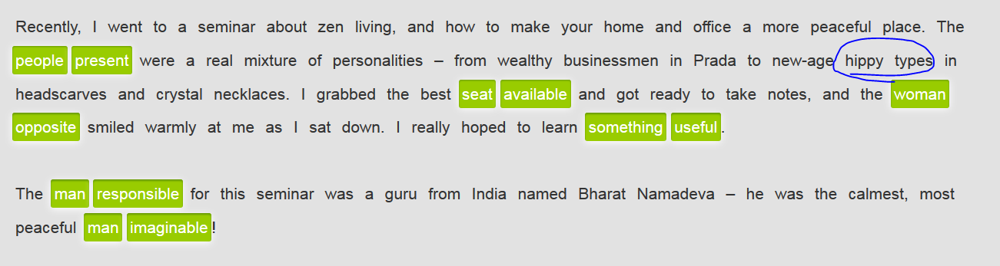 Recently, I went to a seminar about zen living, and how to make your home and office a more peaceful place. The
people present were a real mixture of personalities – from wealthy businessmen in Prada to new-age hippy types in
headscarves and crystal necklaces. I grabbed the best seat available and got ready to take notes, and the woman
opposite smiled warmly at me as I sat down. I really hoped to learn something useful.
The man responsible for this seminar was a guru from India named Bharat Namadeva – he was the calmest, most
peaceful man imaginable!